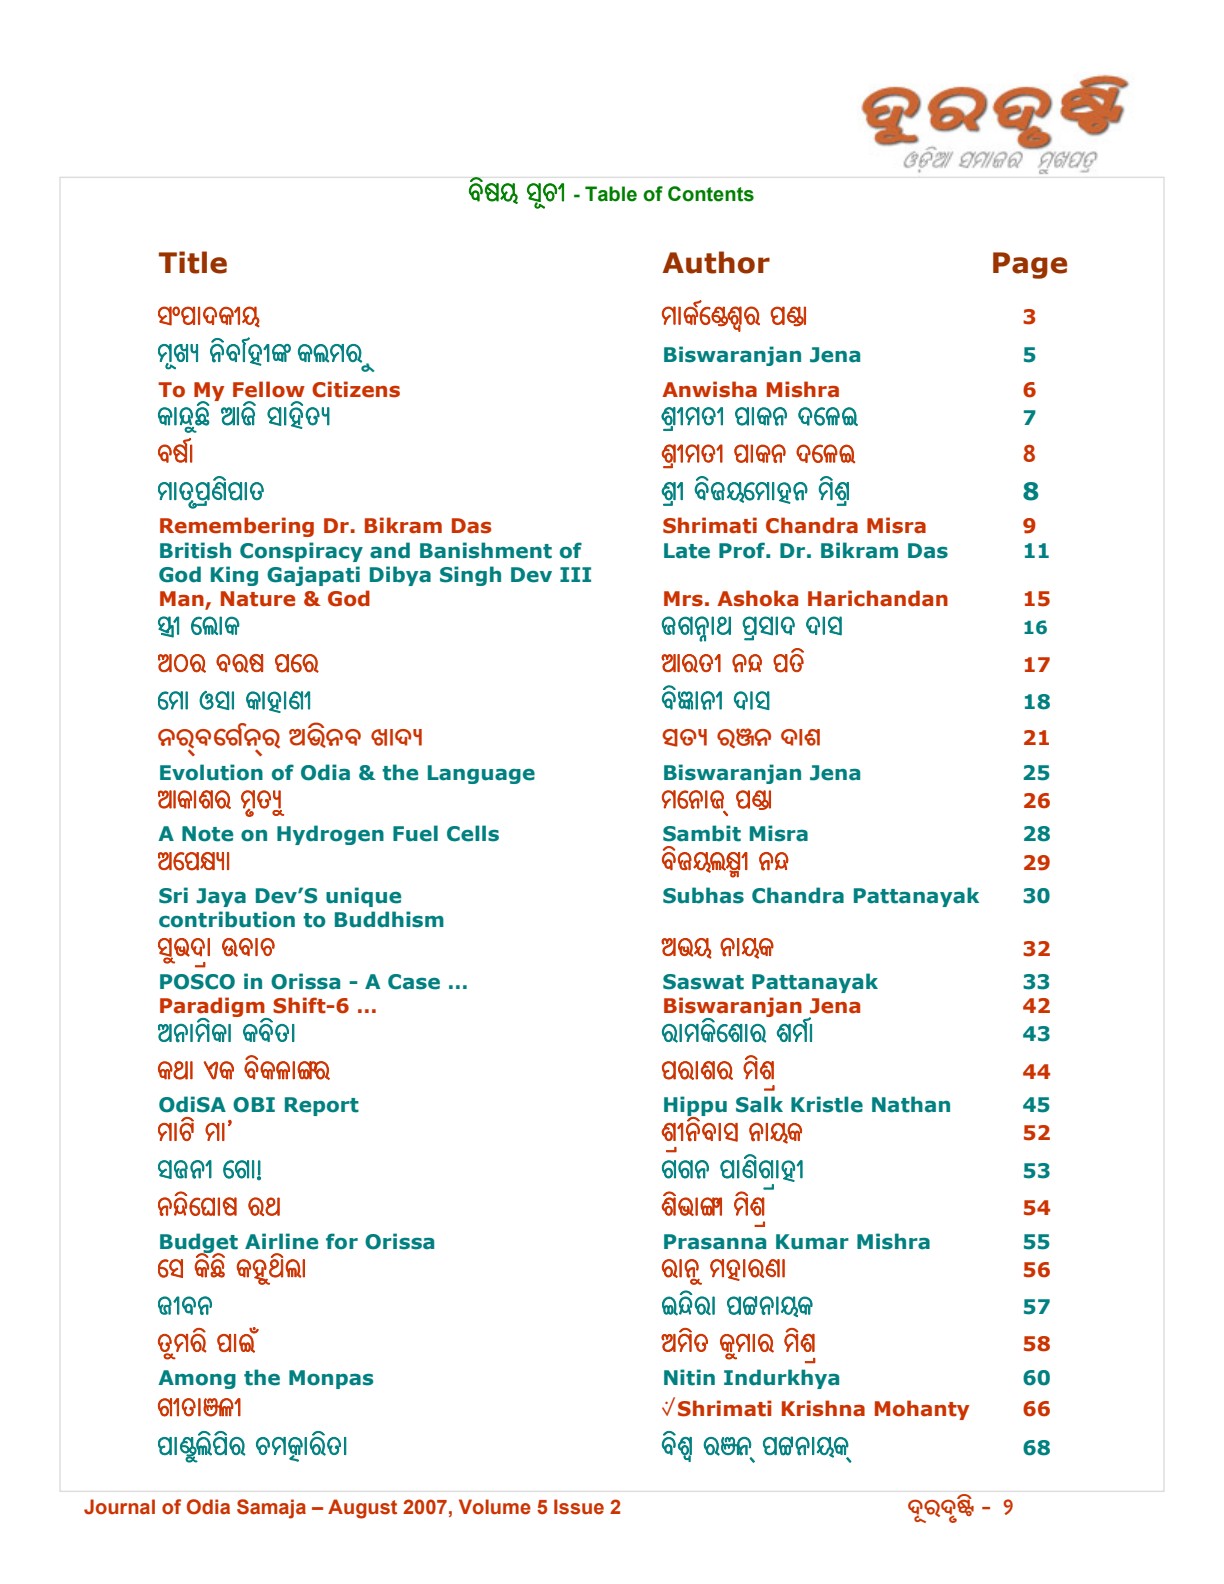 ଦୁରଦୃଷ୍ଟି
ଓଡ଼ିଆ ସମାଜର ମୁଖପତ୍ର
ବିଷୟ ସୂଚୀ - Table of Contents
Title Author Page
ସଂପାଦକୀୟ ମାର୍କଣ୍ଡେଶ୍ୱର ପଣ୍ଡା 3
ମୂଖ୍ୟ ନିର୍ବାହୀଙ୍କ କଲମରୁ Biswaranjan Jena 5
To My Fellow Citizens Anwisha Mishra 6
କାନ୍ଦୁଛି ଆଜି ସାହିତ୍ୟ ଶ୍ରୀମତୀ ପାକନ ଦଳେଇ 7
ବର୍ଷା ଶ୍ରୀମତୀ ପାକନ ଦଳେଇ 8
ମାତୃପ୍ରଣିପାତ ଶ୍ରୀ ବିଜୟମୋହନ ମିଶ୍ର 8
Remembering Dr. Bikram Das Shrimati Chandra Misra 9
British Conspiracy and Banishment of Late Prof. Dr. Bikram Das 11
God King Gajapati Dibya Singh Dev III
Man, Nature & God Mrs. Ashoka Harichandan 15
ସ୍ତ୍ରୀ ଲୋକ ଜଗନ୍ନାଥ ପ୍ରସାଦ ଦାସ 16
ଅଠର ବରଷ ପରେ ଆରତୀ ନନ୍ଦ ପତି 17
ମୋ ଓସା କାହାଣୀ ବିଜ୍ଞାନୀ ଦାସ 18
ନର୍‌ବର୍ଗେନ୍‌ର ଅଭିନବ ଖାଦ୍ୟ ସତ୍ୟ ରଞ୍ଜନ ଦାଶ 21
Evolution of Odia & the Language Biswaranjan Jena 25
ଆକାଶର ମୃତ୍ୟୁ ମନୋଜ୍ ପଣ୍ଡା 26
A Note on Hydrogen Fuel Cells Sambit Misra 28
ଅପେକ୍ଷ୍ୟା ବିଜୟଲକ୍ଷ୍ମୀ ନନ୍ଦ 29
Sri Jaya Dev’S unique Subhas Chandra Pattanayak 30
contribution to Buddhism
ସୁଭଦ୍ରା ଉବାଚ ଅଭୟ ନାୟକ 32
POSCO in Orissa - A Case ... Saswat Pattanayak 33
Paradigm Shift-6 ... Biswaranjan Jena 42
ଅନାମିକା କବିତା ରାମକିଶୋର ଶର୍ମା 43
କଥା ଏକ ବିକଳାଙ୍ଗର ପରାଶର ମିଶ୍ର 44
OdiSA OBI Report Hippu Salk Kristle Nathan 45
ମାଟି ମା’ ଶ୍ରୀନିବାସ ନାୟକ 52
ସଜନୀ ଗୋ! ଗଗନ ପାଣିଗ୍ରାହୀ 53
ନନ୍ଦିଘୋଷ ରଥ ଶିଭାଙ୍ଗୀ ମିଶ୍ର 54
Budget Airline for Orissa Prasanna Kumar Mishra 55
ସେ କିଛି କହୁଥିଲା ରାନୁ ମହାରଣା 56
ଜୀବନ ଇନ୍ଦିରା ପଟ୍ଟନାୟକ 57
ତୁମରି ପାଇଁ ଅମିତ କୁମାର ମିଶ୍ର 58
Among the Monpas Nitin Indurkhya 60
ଗୀତାଞ୍ଜଳୀ √Shrimati Krishna Mohanty 66
ପାଣ୍ଡୁଲିପିର ଚମତ୍କାରିତା ବିଶ୍ୱ ରଞ୍ଜନ୍ ପଟ୍ଟନାୟକ୍ 68
Journal of Odia Samaja – August 2007, Volume 5 Issue 2 ଦୂରଦୃଷ୍ଟି - ୨